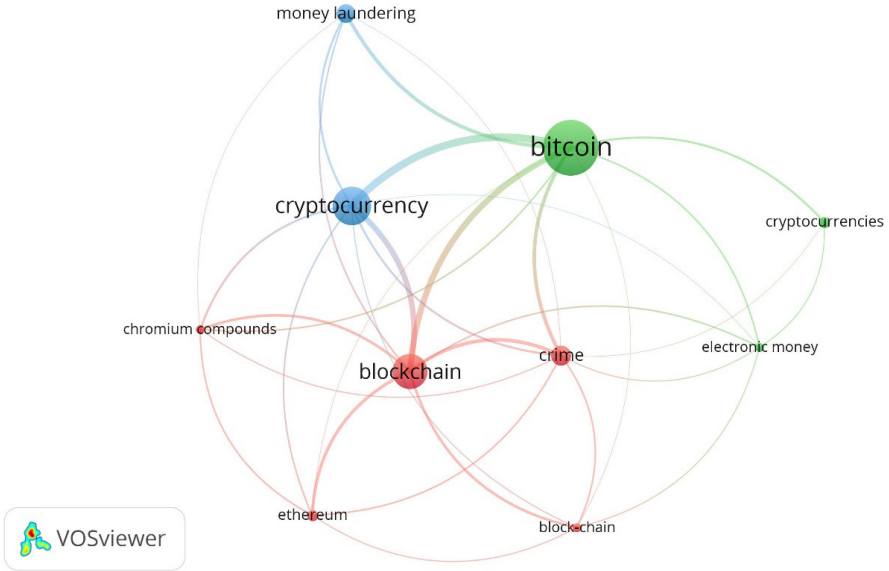 money laundering
bitcoin
cryptocurrency
cryptocurrencies
chromium compounds
electronic money
crime
blockchain
ethereum
block-chain
VOSviewer